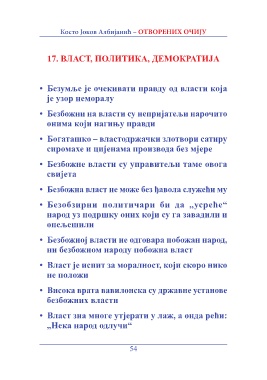 Косто Јоков Албијанић – ОТВОРЕНИХ ОЧИЈУ
17. ВЛАСТ, ПОЛИТИКА, ДЕМОКРАТИЈА
• Безумље је очекивати правду од власти која
је узор неморалу
• Безбожни на власти су непријатељи нарочито
онима који нагињу правди
• Богаташко – властодржачки злотвори сатиру
сиромахе и цијенама производа без мјере
• Безбожне власти су управитељи таме овога
свијета
• Безбожна власт не може без ђавола служећи му
• Безобзирни политичари би да „усреће“
народ уз подршку оних који су га завадили и
опељешили
• Безбожној власти не одговара побожан народ,
ни безбожном народу побожна власт
• Власт је испит за моралност, који скоро нико
не положи
• Висока врата вавилонска су државне установе
безбожних власти
• Власт зна многе утјерати у лаж, а онда рећи:
„Нека народ одлучи“
54